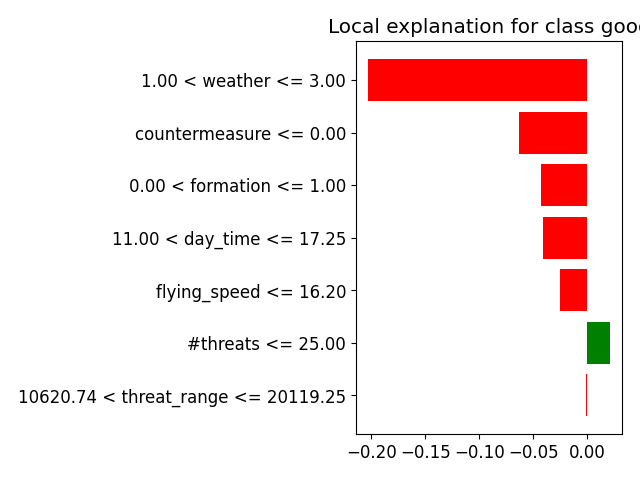 Local explanation for class goo
1.00 < weather <= 3.00
countermeasure <= 0.00
0.00 < formation <= 1.00
11.00 < day_time <= 17.25
flying_speed <= 16.20
#threats <= 25.00
10620.74 < threat_range <= 20119.25
−0.20 −0.15 −0.10 −0.05 0.00